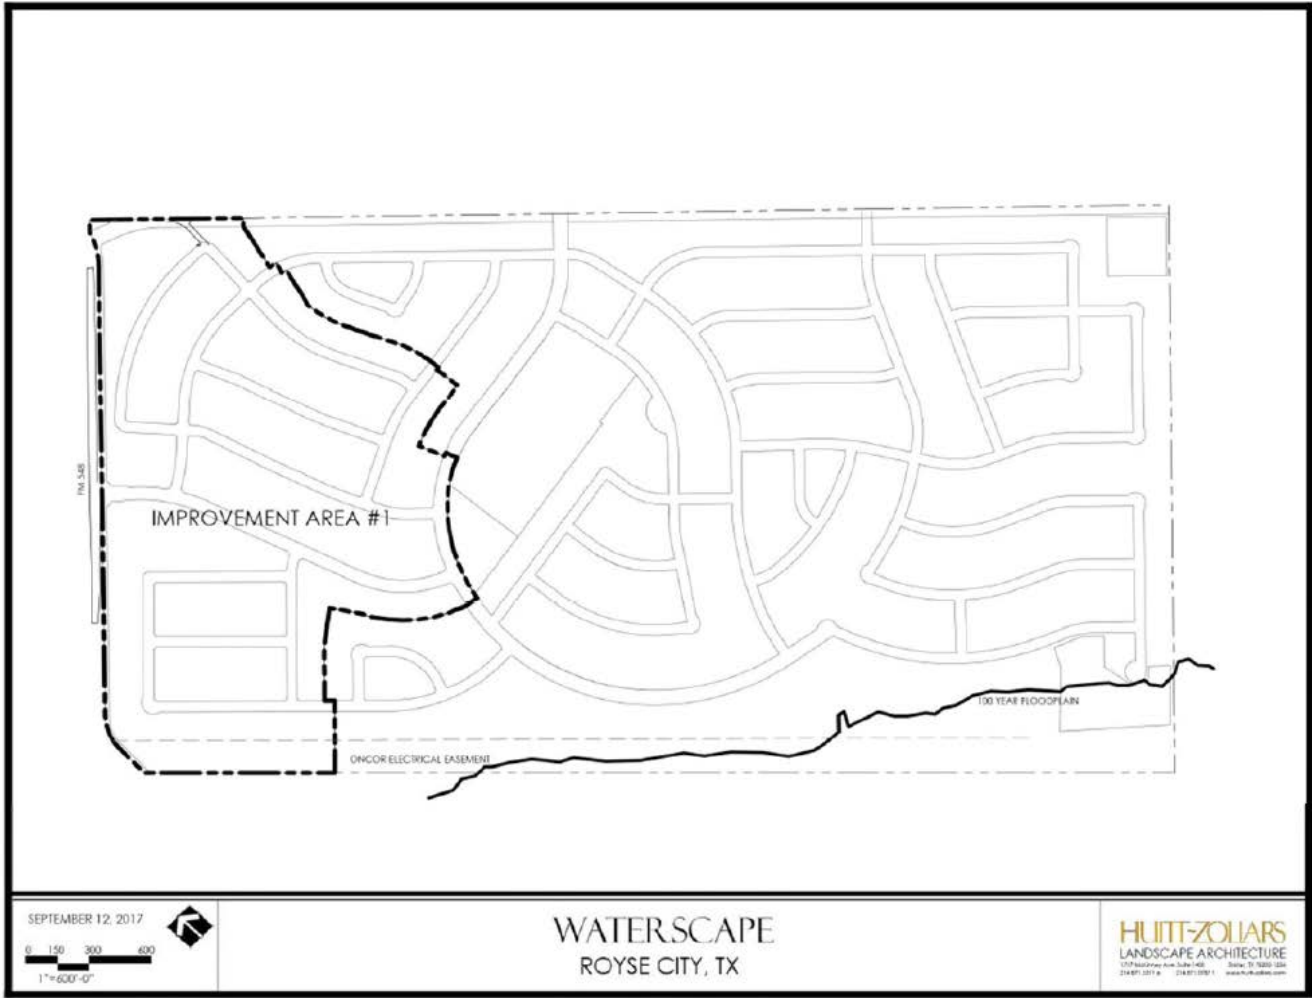 FM 548
IMPROVEMENT AREA #1
100 YEAR FLOODPLAIN
ONCOR ELECTRICAL EASEMENT
SEPTEMBER 12, 2017
0 150 300 600
1"=600'-0"
WATERSCAPE
ROYSE CITY, TX
HUITT-ZOLLARS
LANDSCAPE ARCHITECTURE